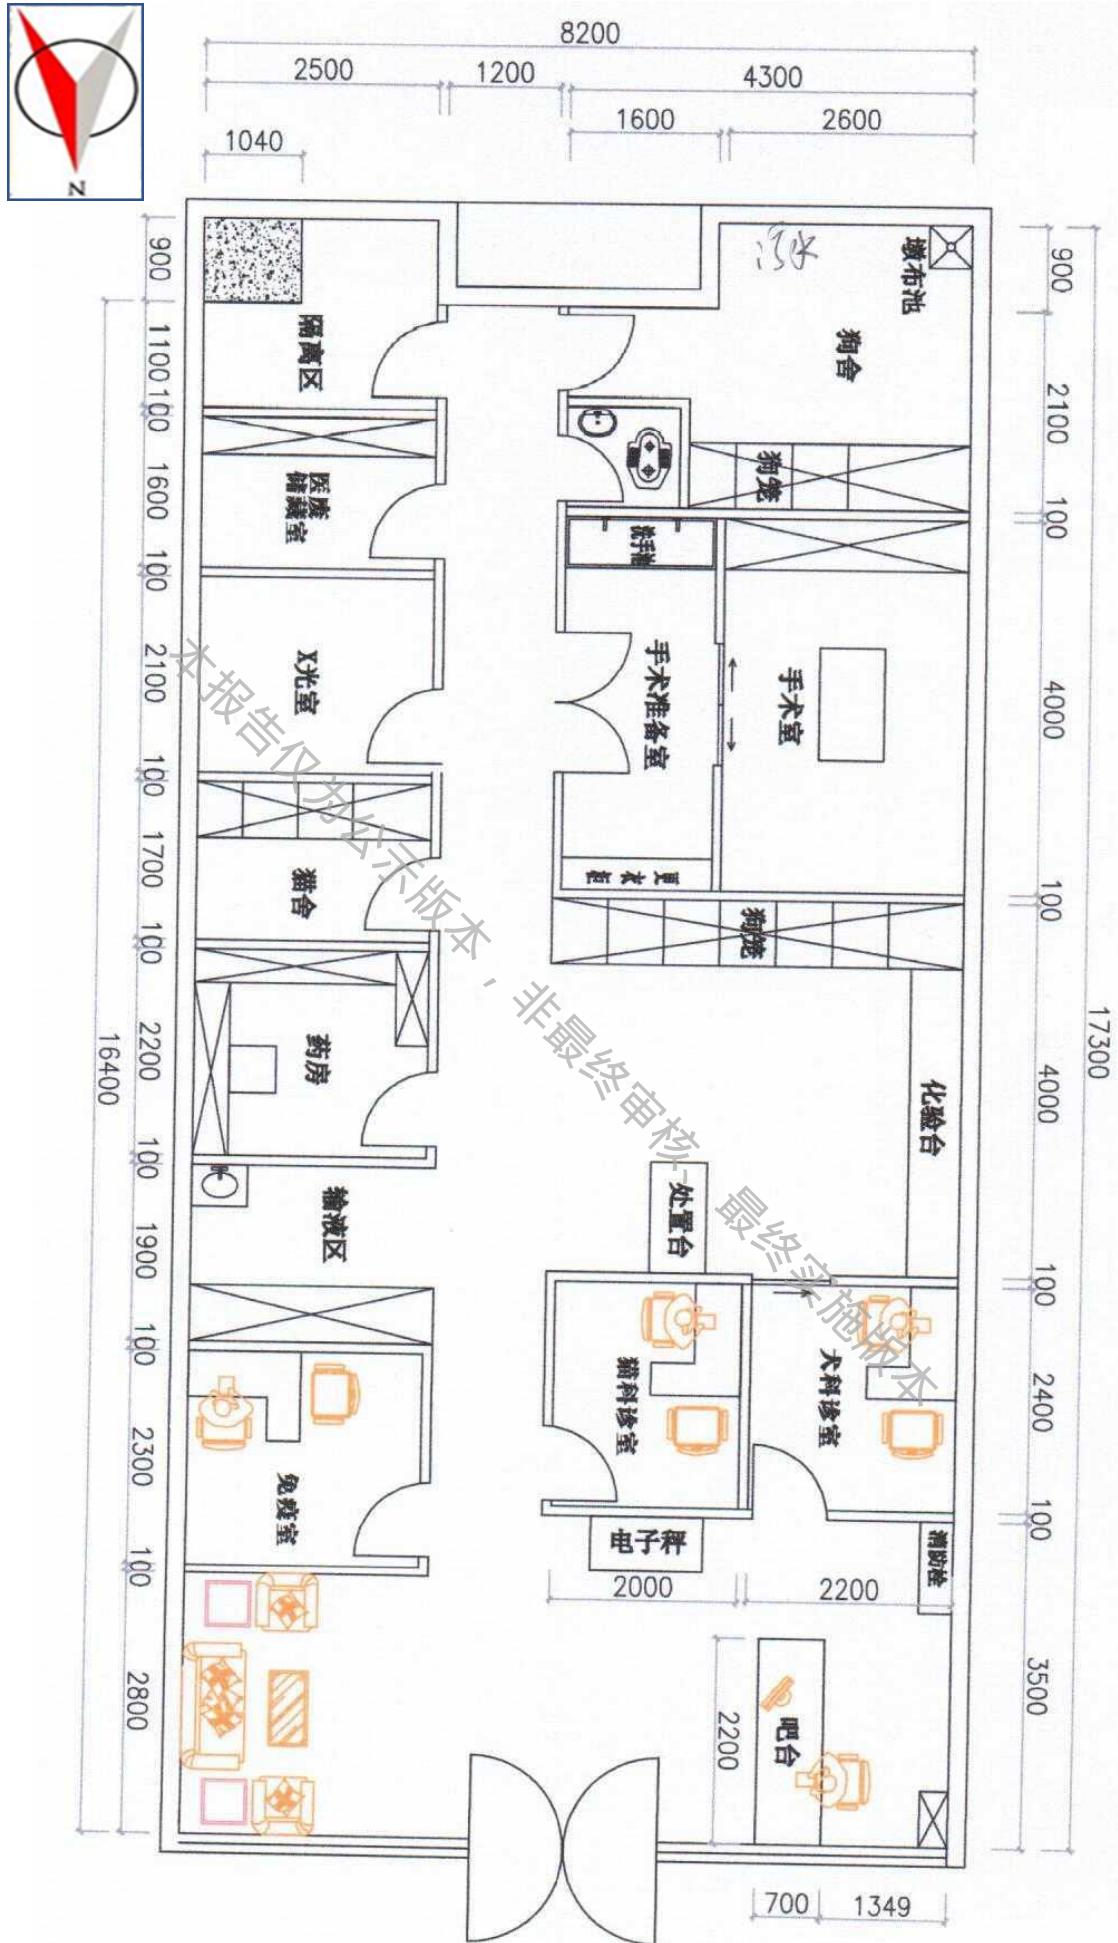 8200
2500
1200
4300
1600
2600
1040
N
900
1100
100
1600
100
2100
100
1700
100
2200
100
1900
100
2300
100
2800
16400
900
2100
100
4000
100
4000
100
2400
100
3500
17300
墩布池
狗舍
狗笼
隔离区
医废
储藏室
洗手池
手术准备室
手术室
X光室
更衣柜
猫舍
狗笼
药房
化验台
处置台
输液区
猫科诊室
犬科诊室
免疫室
电子秤
消防栓
2000
2200
2200
吧台
700
1349
本报告仅为公示版本，非最终审核、最终实施版本